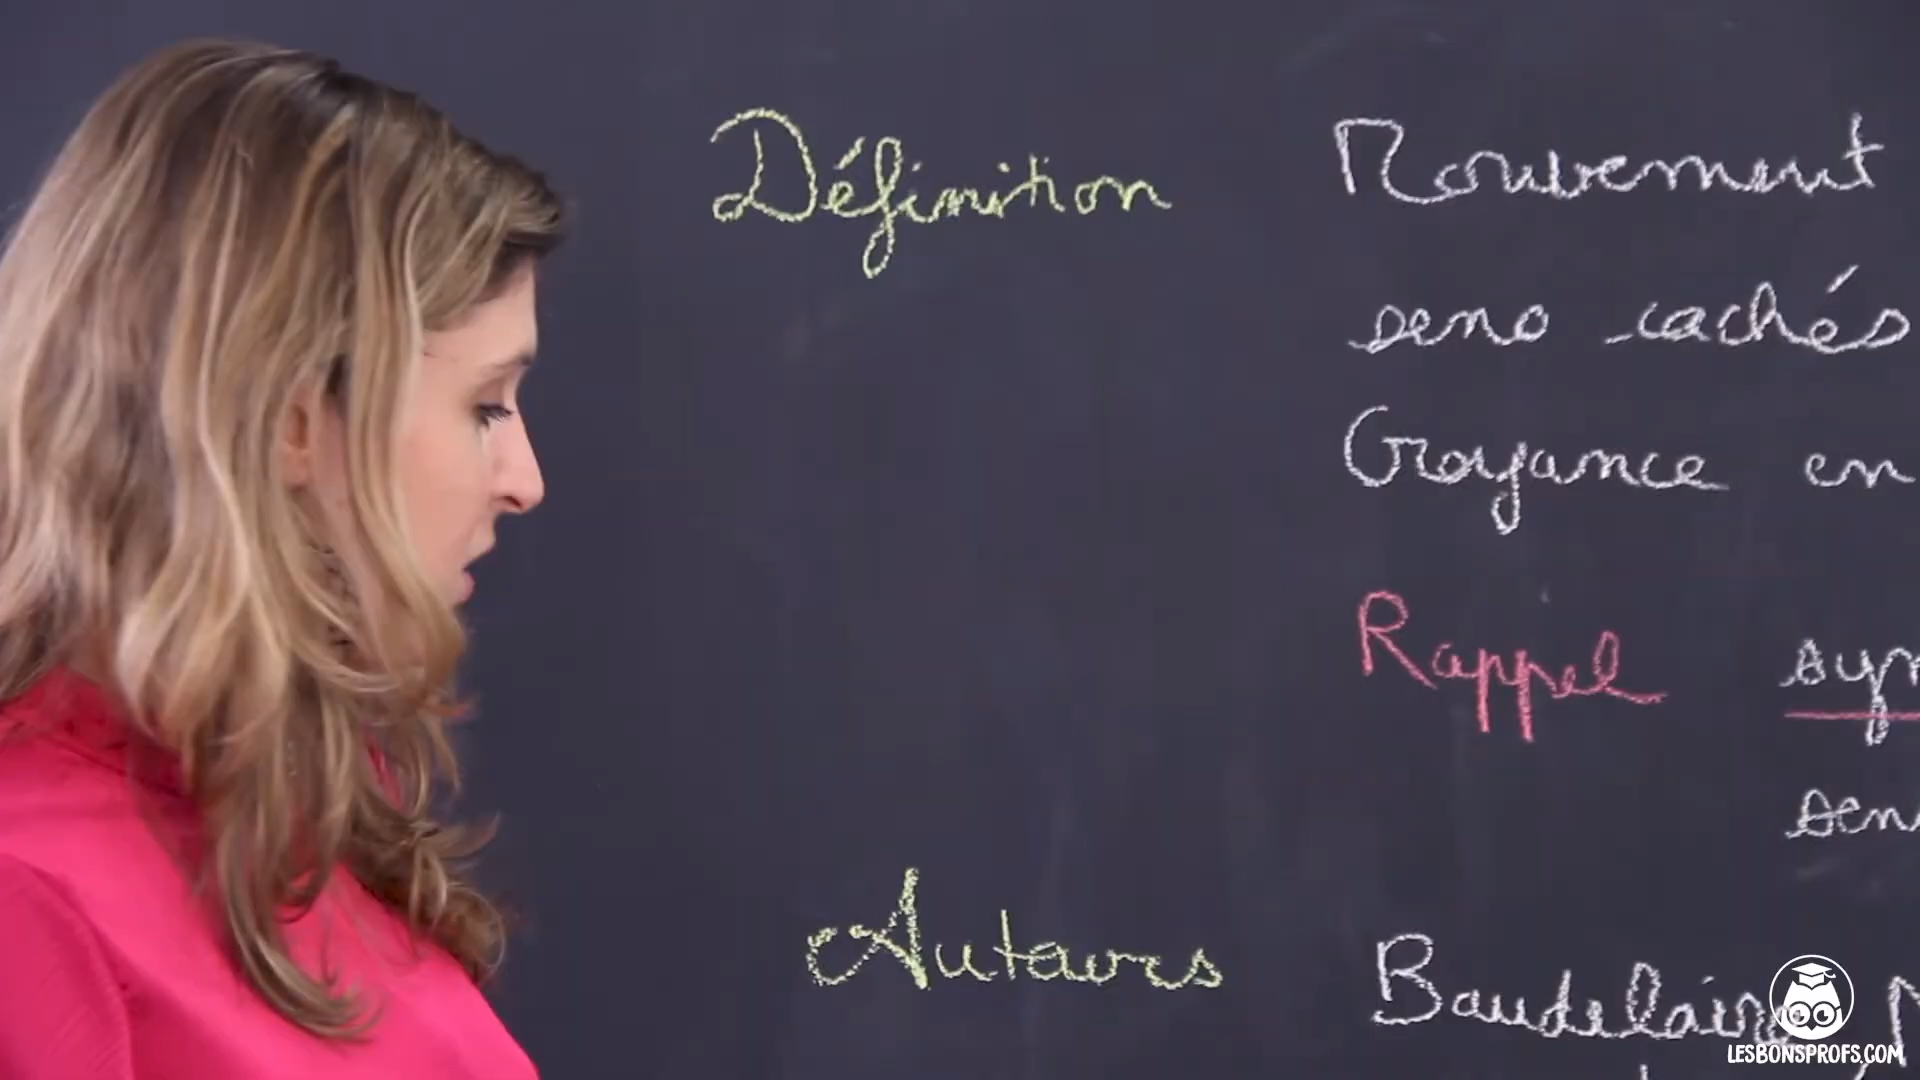 Définition Mouvement
sens cachés
Croyance en
Rappel
Auteurs Baudelaire
LESBONSPROFS.COM